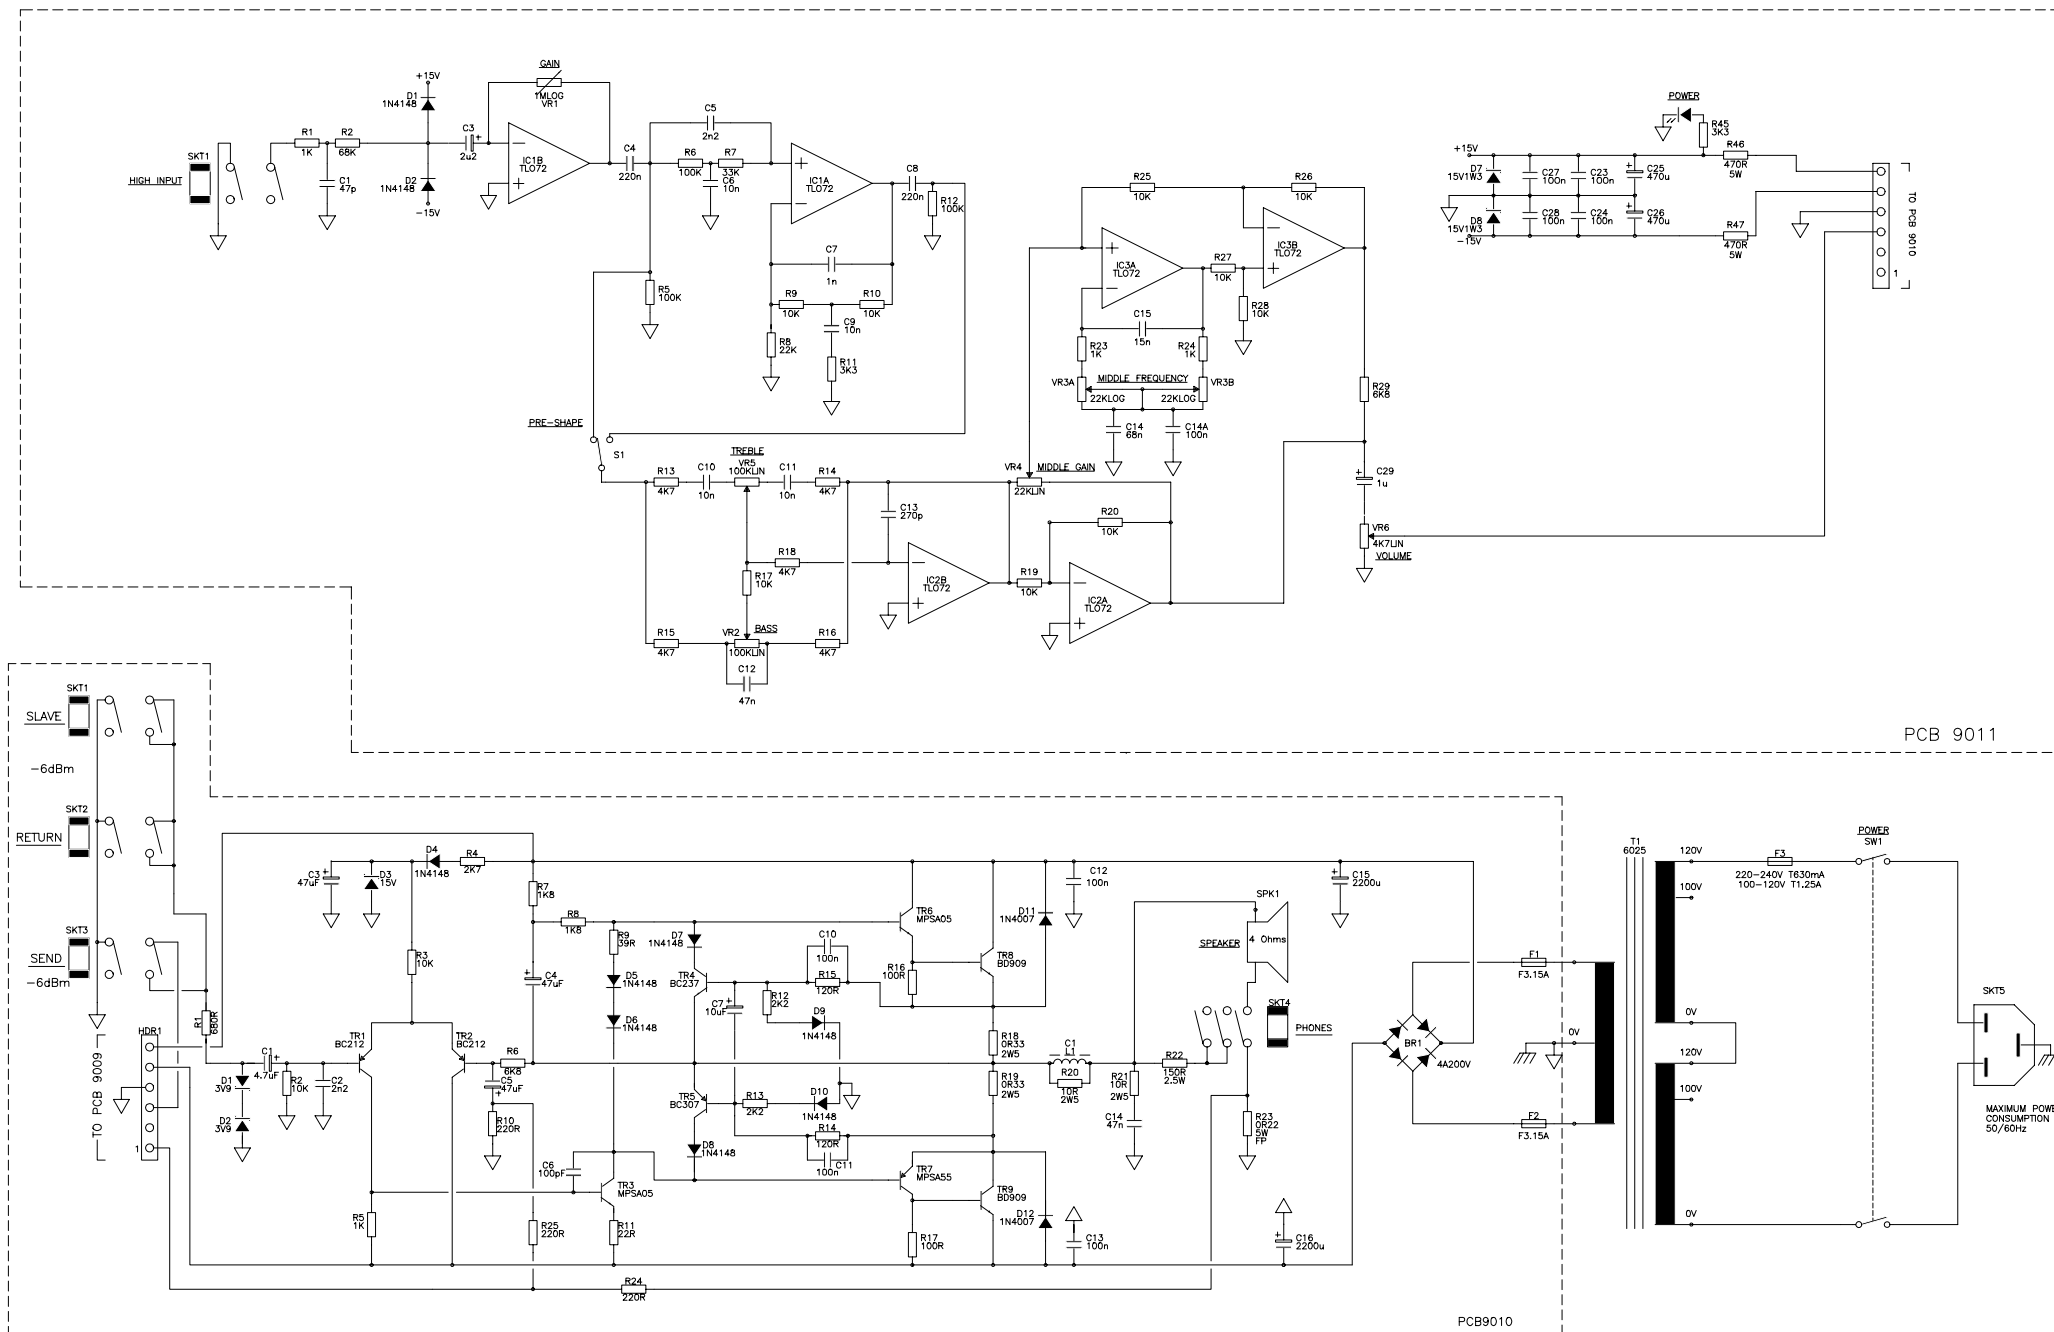 GAIN
1MLOG
VR1
+15V
D1
1N4148
C3
+
2u2
R1
1K
R2
68K
SKT1
HIGH INPUT
C1
47p
D2
1N4148
-15V
IC1B
TL072
C4
220n
C5
2n2
R6
100K
R7
33K
C6
10n
IC1A
TL072
C8
220n
R12
100K
C7
1n
R5
100K
R9
10K
R10
10K
C9
10n
R8
22K
R11
3K3
PRE-SHAPE
S1
R25
10K
R26
10K
IC3A
TL072
IC3B
TL072
R27
10K
R28
10K
C15
15n
R23
1K
R24
1K
VR3A
MIDDLE FREQUENCY
VR3B
22KLOG
22KLOG
C14
68n
C14A
100n
R29
6K8
POWER
R45
3K3
+15V
R46
470R
5W
D7
15V1W3
C27
100n
C23
100n
C25
470u
D8
15V1W3
C28
100n
C24
100n
C26
470u
-15V
R47
470R
5W
TO PCB 9010
1
TREBLE
VR5
100KLIN
R13
4K7
C10
10n
C11
10n
R14
4K7
VR4
MIDDLE GAIN
22KLIN
C13
270p
R18
4K7
R17
10K
IC2B
TL072
R19
10K
R20
10K
IC2A
TL072
C29
1u
VR6
4K7LIN
VOLUME
R15
4K7
VR2
BASS
100KLIN
R16
4K7
C12
47n
PCB 9011
SKT1
SLAVE
-6dBm
SKT2
RETURN
SKT3
SEND
-6dBm
HDR1
TO PCB 9009
1
R1
680R
C1
4.7uF
D1
3V9
D2
3V9
R2
10K
C2
2n2
C3
47uF
D3
15V
D4
1N4148
R4
2K7
R3
10K
TR1
BC212
TR2
BC212
R5
1K
R6
6K8
C5
47uF
R10
220R
R7
1K8
R8
1K8
C4
47uF
R9
39R
D5
1N4148
D6
1N4148
D7
1N4148
TR4
BC237
C7
10uF
TR5
BC307
D8
1N4148
C6
100pF
TR3
MPSA05
R25
220R
R11
22R
R24
220R
C10
100n
R15
120R
R12
2K2
D9
1N4148
R13
2K2
D10
1N4148
R14
120R
C11
100n
TR6
MPSA05
R16
100R
TR8
BD909
D11
1N4007
C12
100n
R18
0R33
2W5
R19
0R33
2W5
TR7
MPSA55
TR9
BD909
R17
100R
D12
1N4007
C13
100n
C1
L1
R20
10R
2W5
R21
10R
2W5
C14
47n
R22
150R
2.5W
SPK1
SPEAKER
4 Ohms
SKT4
PHONES
R23
0R22
5W
FP
C15
2200u
C16
2200u
BR1
4A200V
F1
F3.15A
F2
F3.15A
0V
PCB9010
T1
6025
120V
100V
0V
120V
100V
0V
F3
220-240V T630mA
100-120V T1.25A
POWER
SW1
SKT5
MAXIMUM POWE
CONSUMPTION
50/60Hz